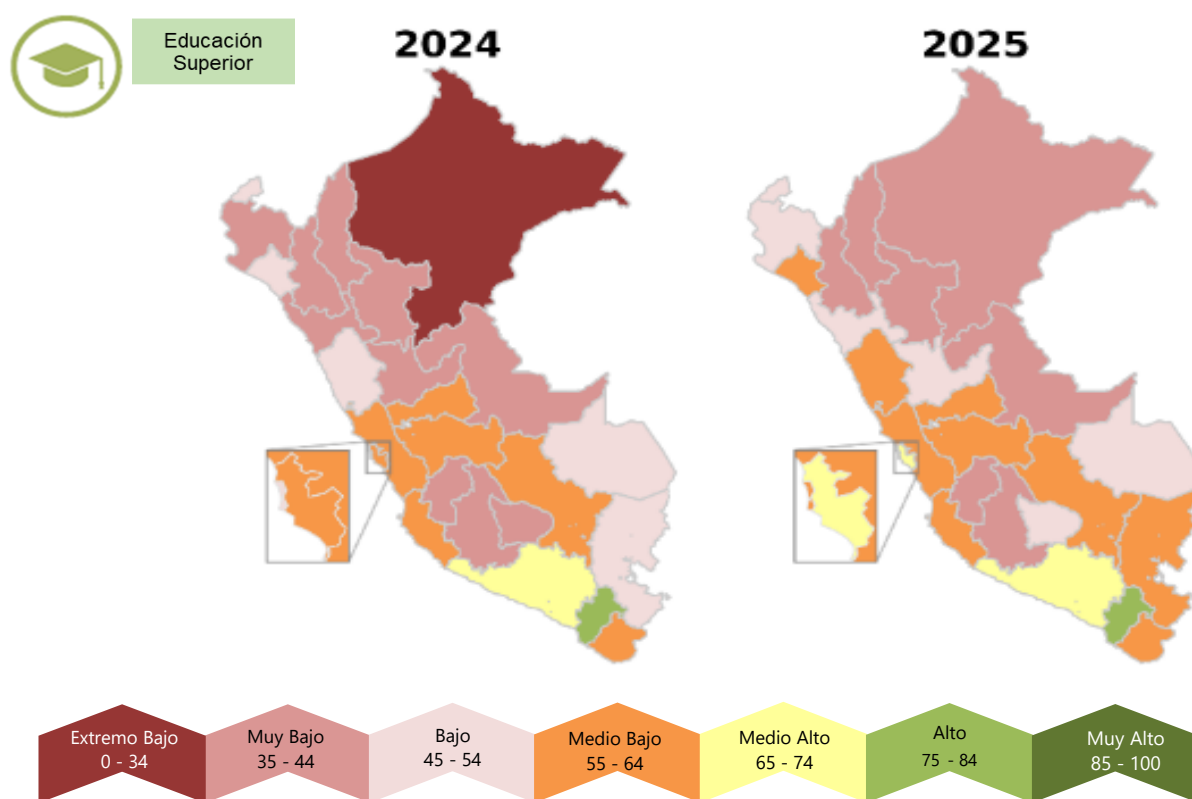 Educación
Superior
2024
2025
Extremo Bajo
0 - 34
Muy Bajo
35 - 44
Bajo
45 - 54
Medio Bajo
55 - 64
Medio Alto
65 - 74
Alto
75 - 84
Muy Alto
85 - 100